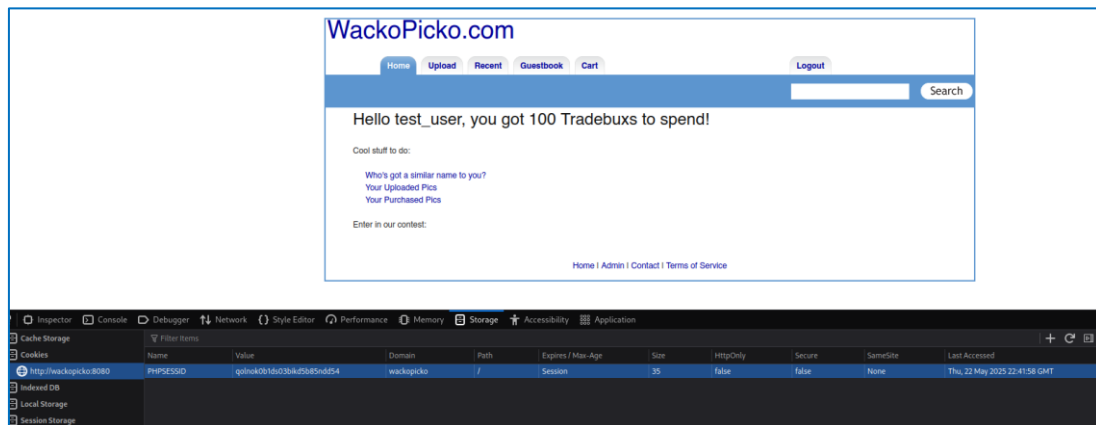 WackoPicko.com
Home Upload Recent Guestbook Cart Logout
Search
Hello test_user, you got 100 Tradebuxs to spend!
Cool stuff to do:
Who's got a similar name to you?
Your Uploaded Pics
Your Purchased Pics
Enter in our contest:
Home | Admin | Contact | Terms of Service
Inspector Console Debugger Network Style Editor Performance Memory Storage Accessibility Application
Cache Storage Filter Items
Cookies Name Value Domain Path Expires / Max-Age Size HttpOnly Secure SameSite Last Accessed
http://wackopicko:8080 PHPSESSID qolnok0b1ds03bikd5b85ndd54 wackopicko / Session 35 false false None Thu, 22 May 2025 22:41:58 GMT
Indexed DB
Local Storage
Session Storage